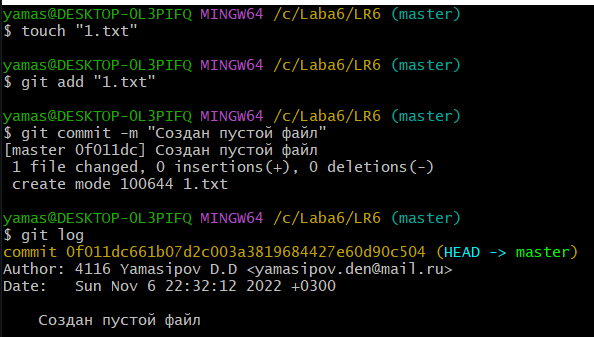 yamas@DESKTOP-OL3PIFQ MINGW64 /c/Laba6/LR6 (master)
$ touch "1.txt"
yamas@DESKTOP-OL3PIFQ MINGW64 /c/Laba6/LR6 (master)
$ git add "1.txt"
yamas@DESKTOP-OL3PIFQ MINGW64 /c/Laba6/LR6 (master)
$ git commit -m "Создан пустой файл"
[master 0f011dc] Создан пустой файл
 1 file changed, 0 insertions(+), 0 deletions(-)
 create mode 100644 1.txt
yamas@DESKTOP-OL3PIFQ MINGW64 /c/Laba6/LR6 (master)
$ git log
commit 0f011dc661b07d2c003a3819684427e60d90c504 (HEAD -> master)
Author: 4116 Yamasipov D.D <yamasipov.den@mail.ru>
Date:   Sun Nov 6 22:32:12 2022 +0300
    Создан пустой файл